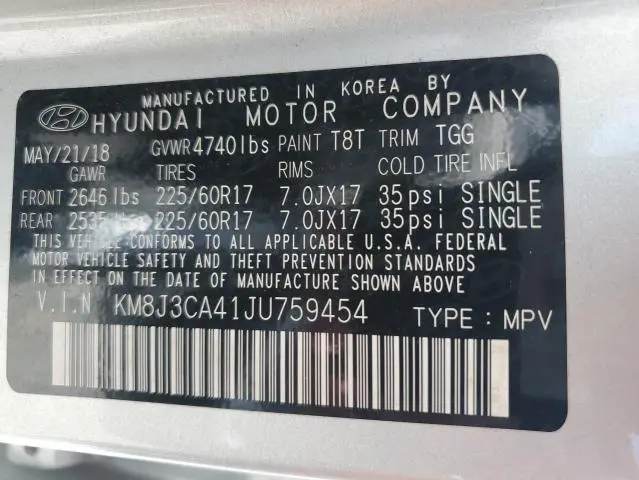 MANUFACTURED IN KOREA BY
HYUNDAI MOTOR COMPANY
MAY/21/18 GVWR 4740lbs PAINT T8T TRIM TGG
GAWR TIRES RIMS COLD TIRE INFL
FRONT 2646 lbs 225/60R17 7.0JX17 35psi SINGLE
REAR 225/60R17 7.0JX17 35psi SINGLE
THIS VEHICLE CONFORMS TO ALL APPLICABLE U.S.A. FEDERAL
MOTOR VEHICLE SAFETY AND THEFT PREVENTION STANDARDS
IN EFFECT ON THE DATE OF MANUFACTURE SHOWN ABOVE
V.I.N KM8J3CA41JU759454 TYPE : MPV